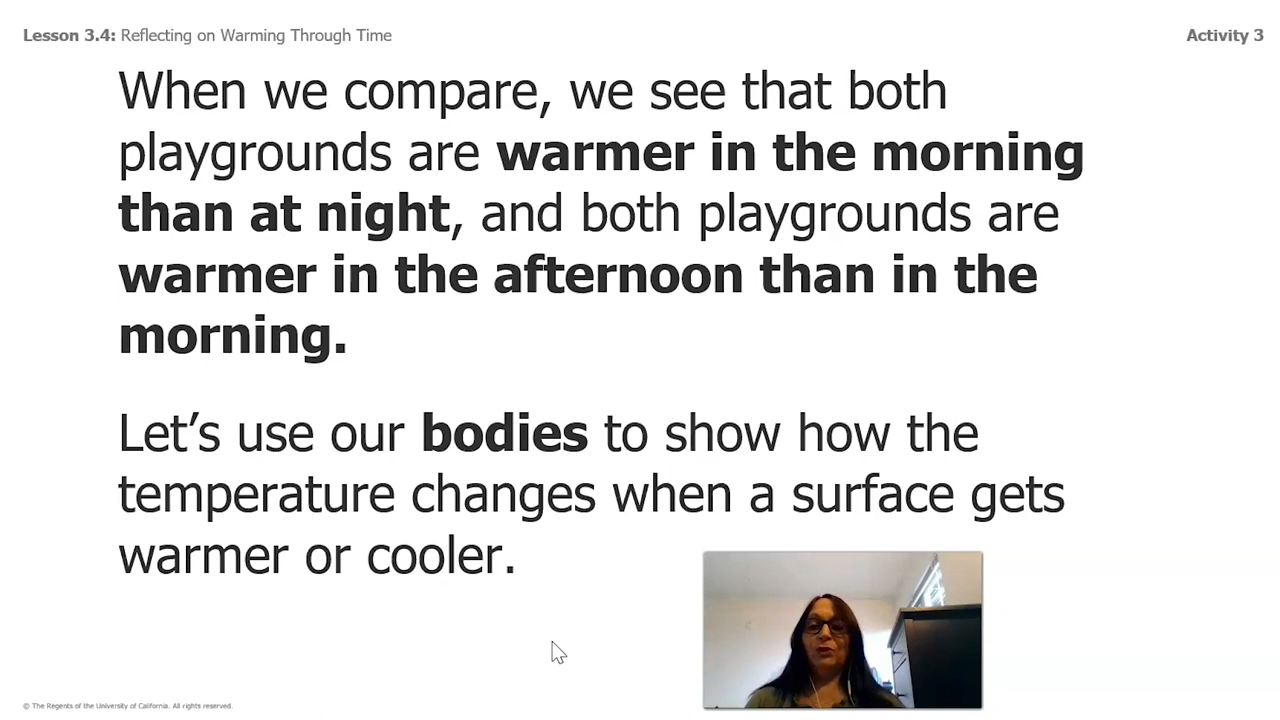 Lesson 3.4: Reflecting on Warming Through Time
Activity 3
When we compare, we see that both
playgrounds are warmer in the morning
than at night, and both playgrounds are
warmer in the afternoon than in the
morning.
Let’s use our bodies to show how the
temperature changes when a surface gets
warmer or cooler.
© The Regents of the University of California. All rights reserved.